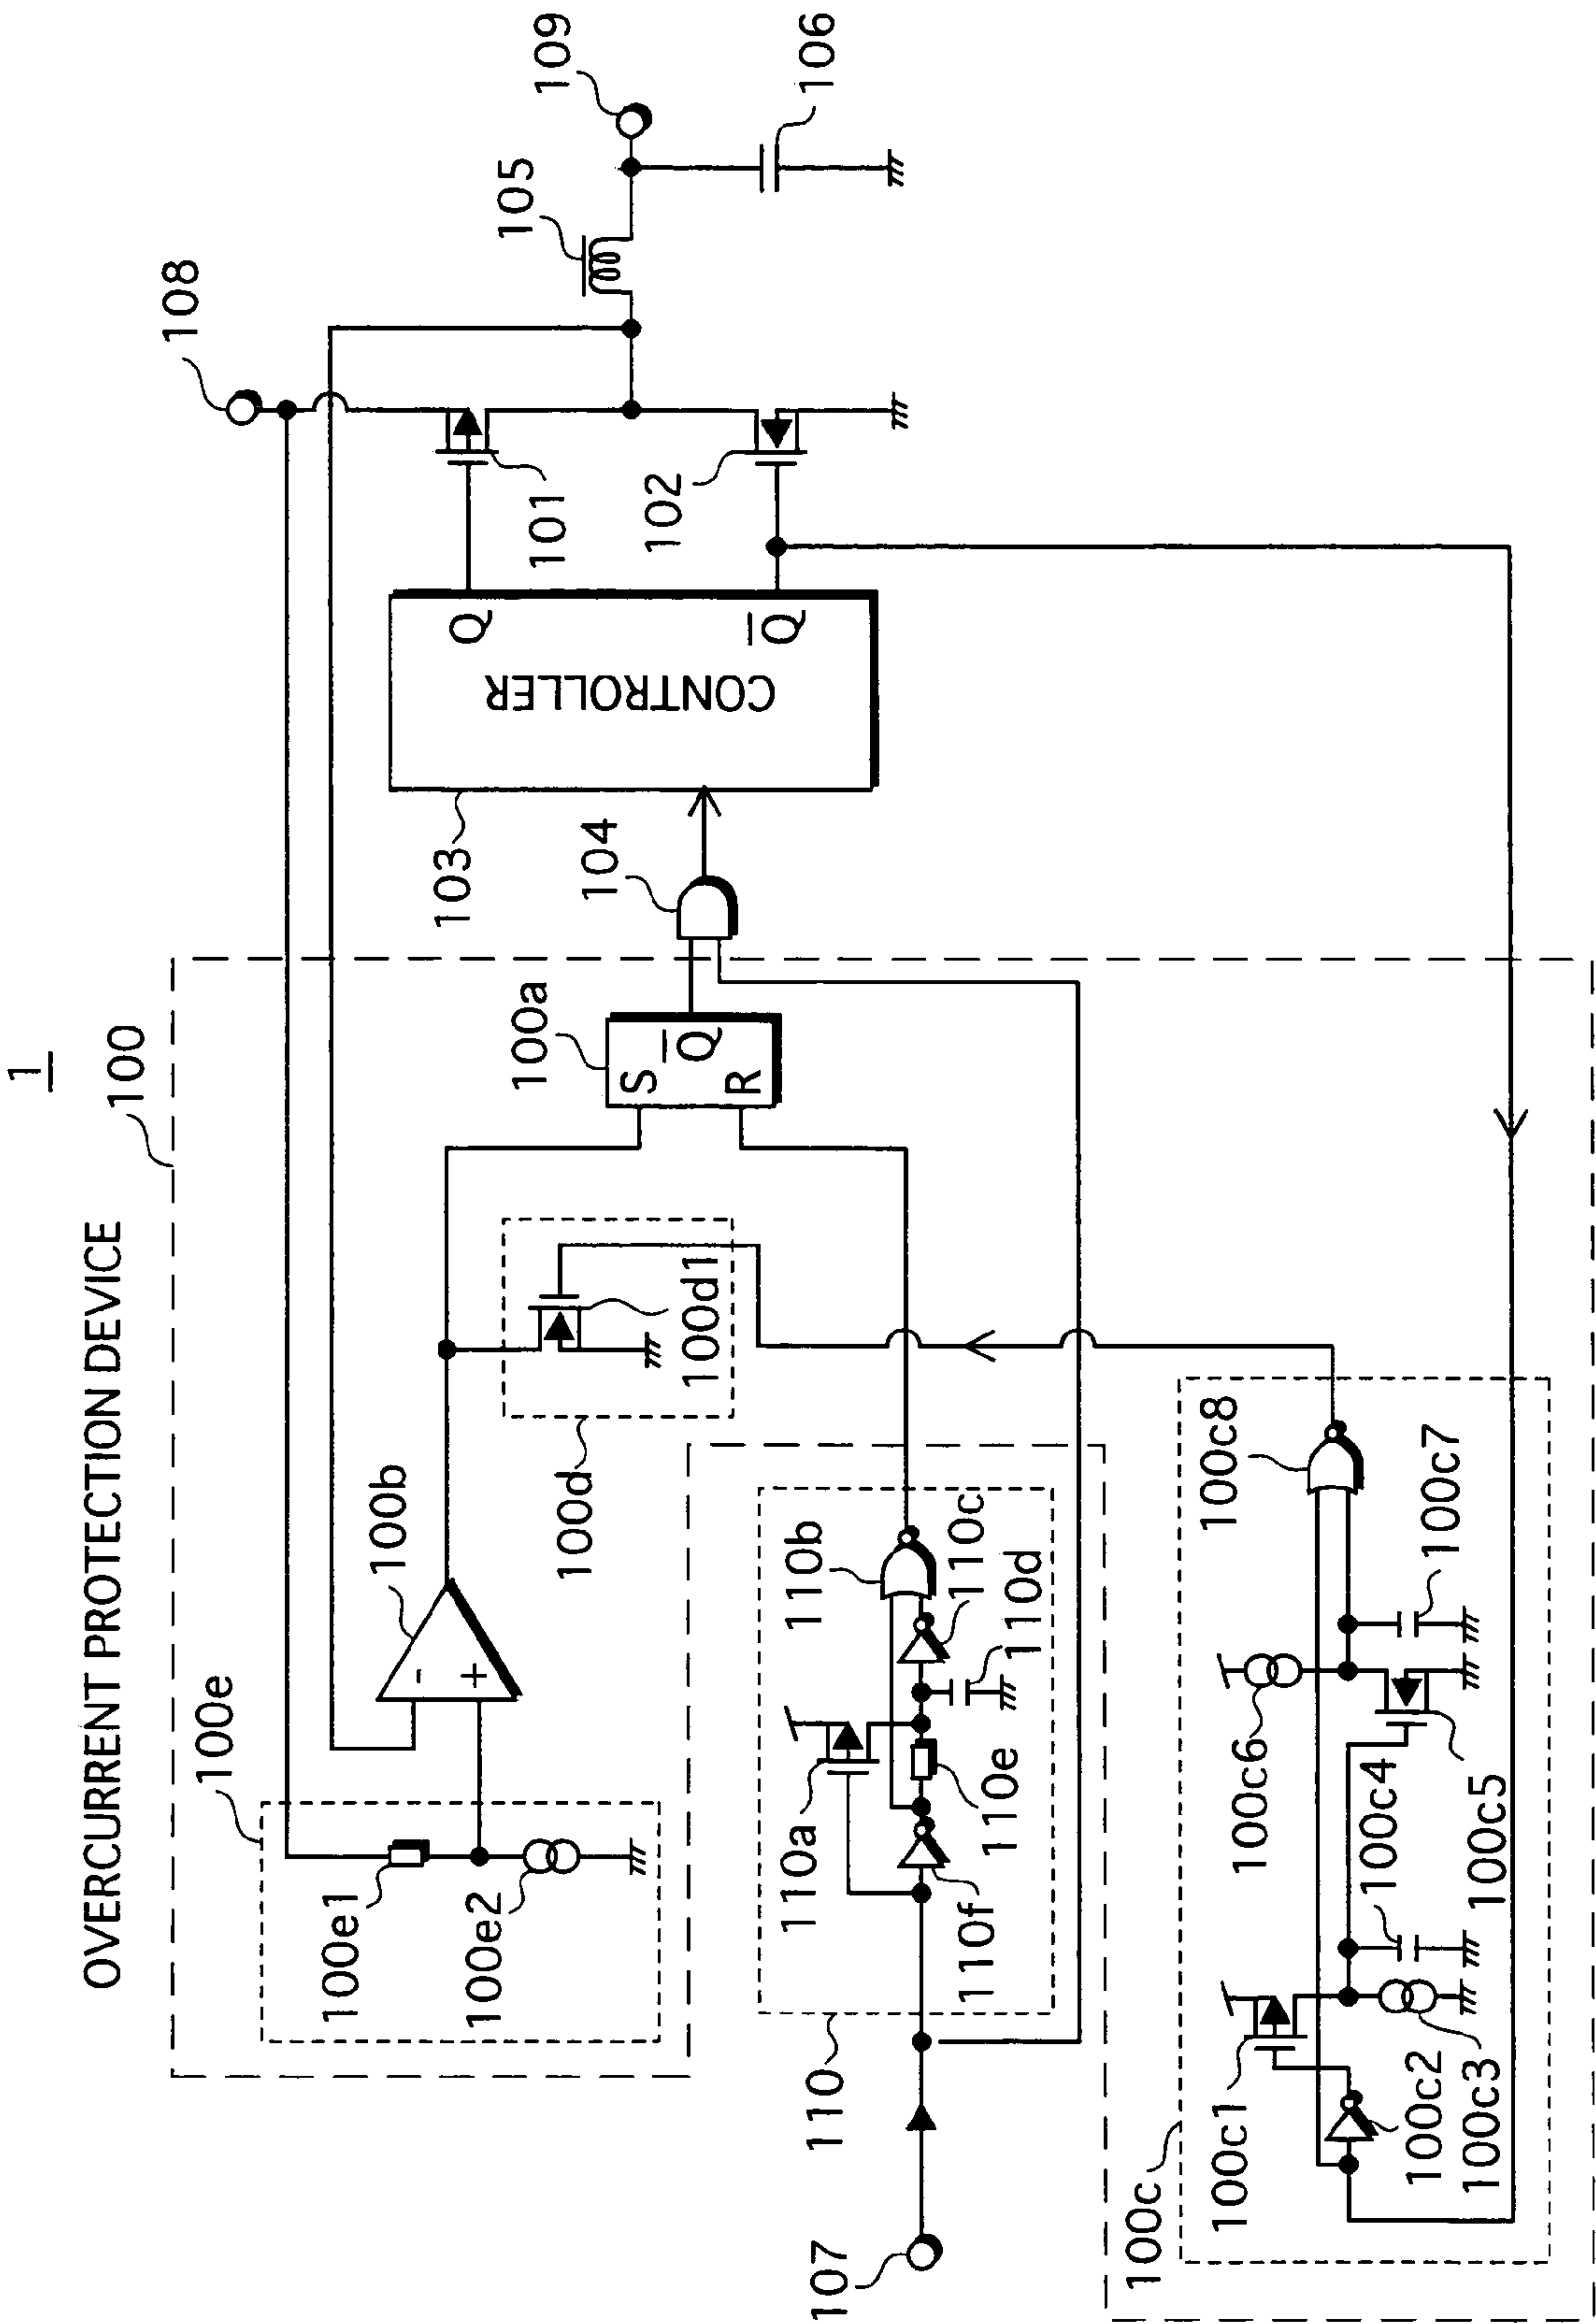 1
OVERCURRENT PROTECTION DEVICE
100
108
109
105
106
101
102
Q
Q̅
CONTROLLER
103
104
100a
S
Q̅
R
100e
100e1
100e2
100b
-
+
100d
100d1
110
110a
110b
110c
110d
110e
110f
107
100c
100c1
100c2
100c3
100c4
100c5
100c6
100c7
100c8